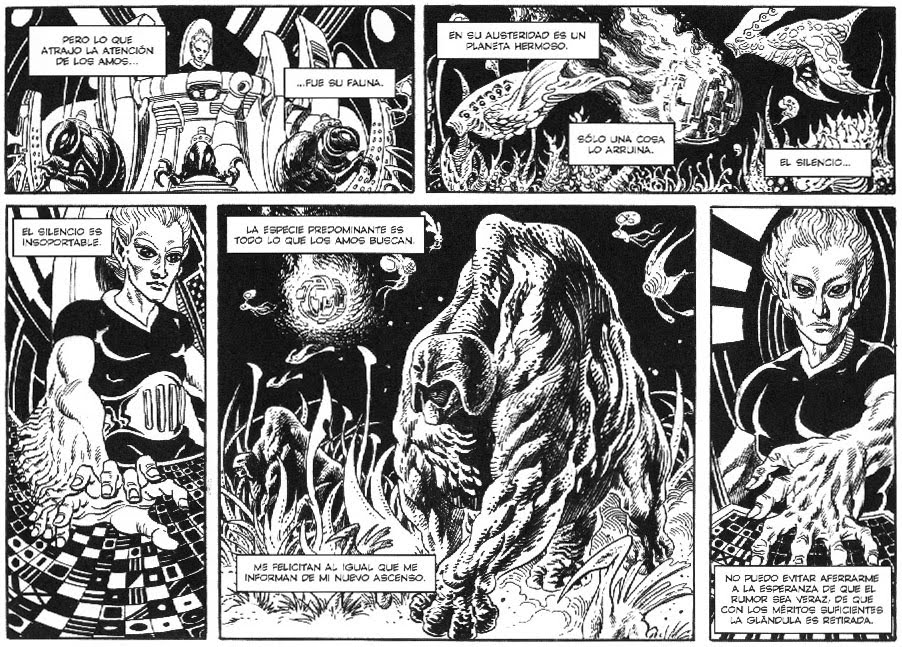 PERO LO QUE
ATRAJO LA ATENCIÓN
DE LOS AMOS...
...FUE SU FAUNA.
EN SU AUSTERIDAD ES UN
PLANETA HERMOSO.
SÓLO UNA COSA
LO ARRUINA.
EL SILENCIO...
EL SILENCIO ES
INSOPORTABLE.
LA ESPECIE PREDOMINANTE ES
TODO LO QUE LOS AMOS BUSCAN.
ME FELICITAN AL IGUAL QUE ME
INFORMAN DE MI NUEVO ASCENSO.
NO PUEDO EVITAR AFERRARME
A LA ESPERANZA DE QUE EL
RUMOR SEA VERAZ, DE QUE
CON LOS MÉRITOS SUFICIENTES
LA GLÁNDULA ES RETIRADA.